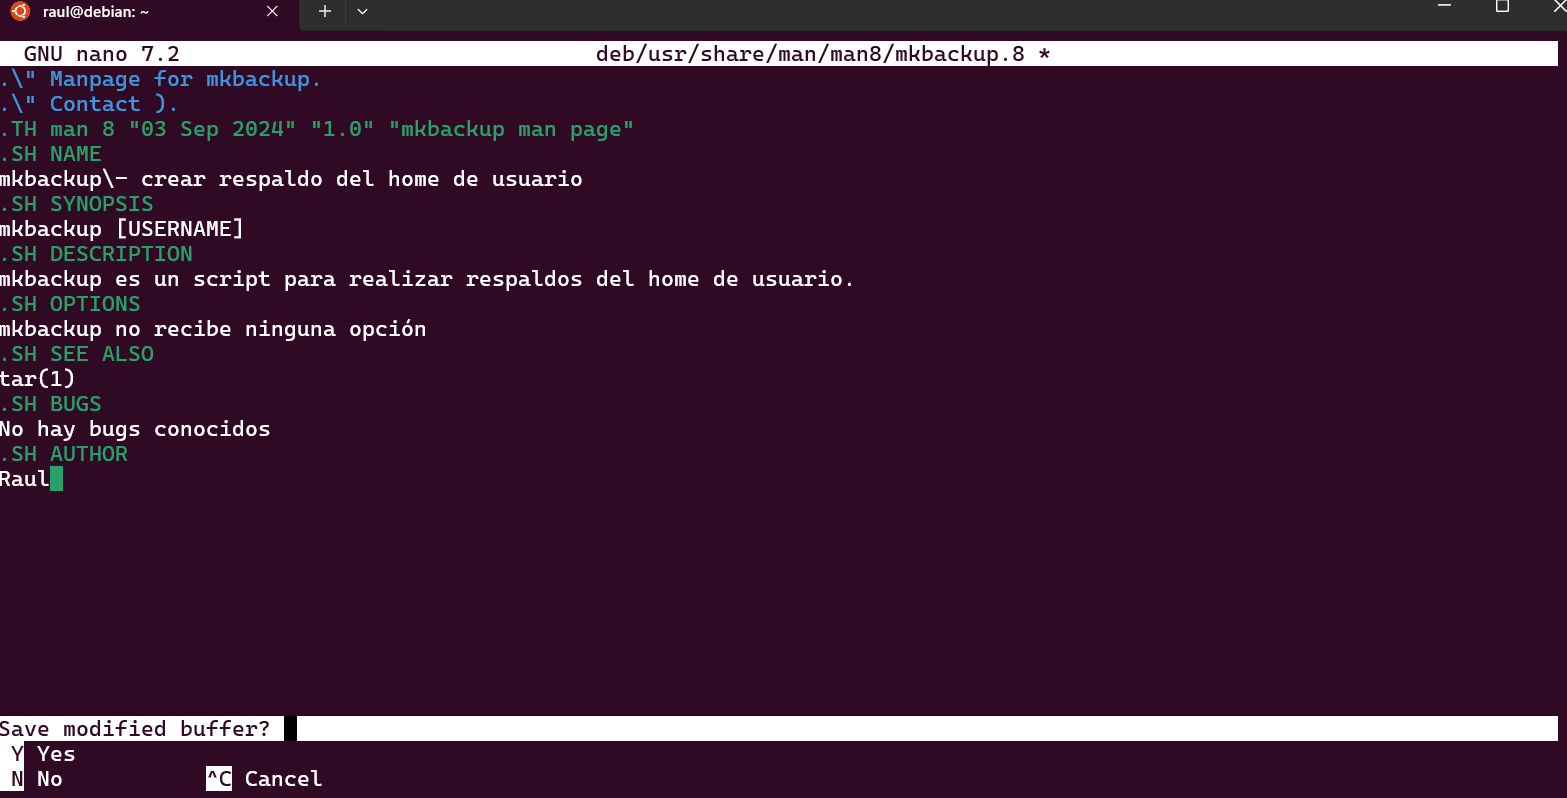 raul@debian: ~
GNU nano 7.2 deb/usr/share/man/man8/mkbackup.8 *
.\" Manpage for mkbackup.
.\" Contact ).
.TH man 8 "03 Sep 2024" "1.0" "mkbackup man page"
.SH NAME
mkbackup\- crear respaldo del home de usuario
.SH SYNOPSIS
mkbackup [USERNAME]
.SH DESCRIPTION
mkbackup es un script para realizar respaldos del home de usuario.
.SH OPTIONS
mkbackup no recibe ninguna opción
.SH SEE ALSO
tar(1)
.SH BUGS
No hay bugs conocidos
.SH AUTHOR
Raul
Save modified buffer?
Y Yes
N No ^C Cancel